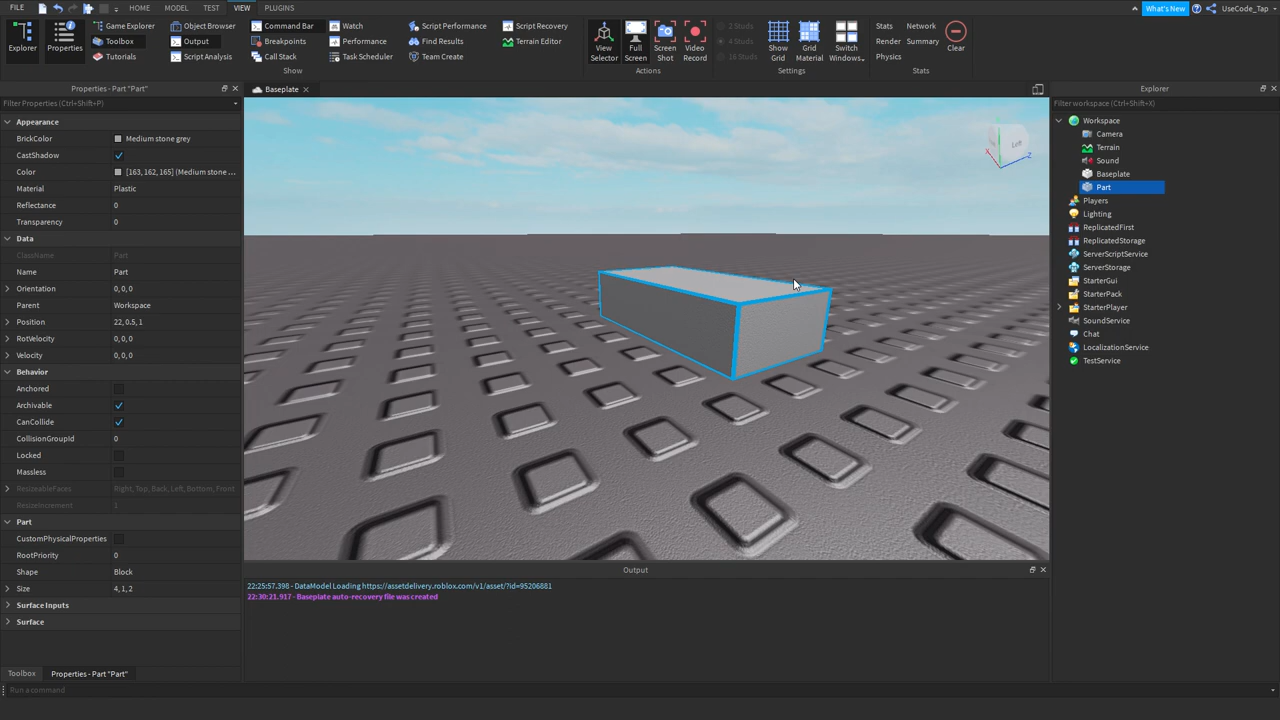 FILE HOME MODEL TEST VIEW PLUGINS What's New UseCode_Tap
Explorer
Properties
Game Explorer
Toolbox
Tutorials
Object Browser
Output
Script Analysis
Command Bar
Breakpoints
Call Stack
Watch
Performance
Task Scheduler
Script Performance
Find Results
Team Create
Script Recovery
Terrain Editor
Show
View Selector
Full Screen
Screen Shot
Video Record
Actions
2 Studs
4 Studs
16 Studs
Show Grid
Grid Material
Switch Windows
Settings
Stats
Render
Physics
Network
Summary
Clear
Stats
Properties - Part "Part"
Filter Properties (Ctrl+Shift+P)
Appearance
BrickColor Medium stone grey
CastShadow
Color [163, 162, 165] (Medium stone ...
Material Plastic
Reflectance 0
Transparency 0
Data
ClassName Part
Name Part
Orientation 0,0,0
Parent Workspace
Position 22,0.5,1
RotVelocity 0,0,0
Velocity 0,0,0
Behavior
Anchored
Archivable
CanCollide
CollisionGroupId 0
Locked
Massless
ResizeableFaces Right, Top, Back, Left, Bottom, Front
ResizeIncrement 1
Part
CustomPhysicalProperties
RootPriority 0
Shape Block
Size 4,1,2
Surface Inputs
Surface
Toolbox Properties - Part "Part"
Run a command
Baseplate
Left
X
Z
Output
22:25:57.398 - DataModel Loading https://assetdelivery.roblox.com/v1/asset/?id=95206881
22:30:21.917 - Baseplate auto-recovery file was created
Explorer
Filter workspace (Ctrl+Shift+X)
Workspace
Camera
Terrain
Sound
Baseplate
Part
Players
Lighting
ReplicatedFirst
ReplicatedStorage
ServerScriptService
ServerStorage
StarterGui
StarterPack
StarterPlayer
SoundService
Chat
LocalizationService
TestService